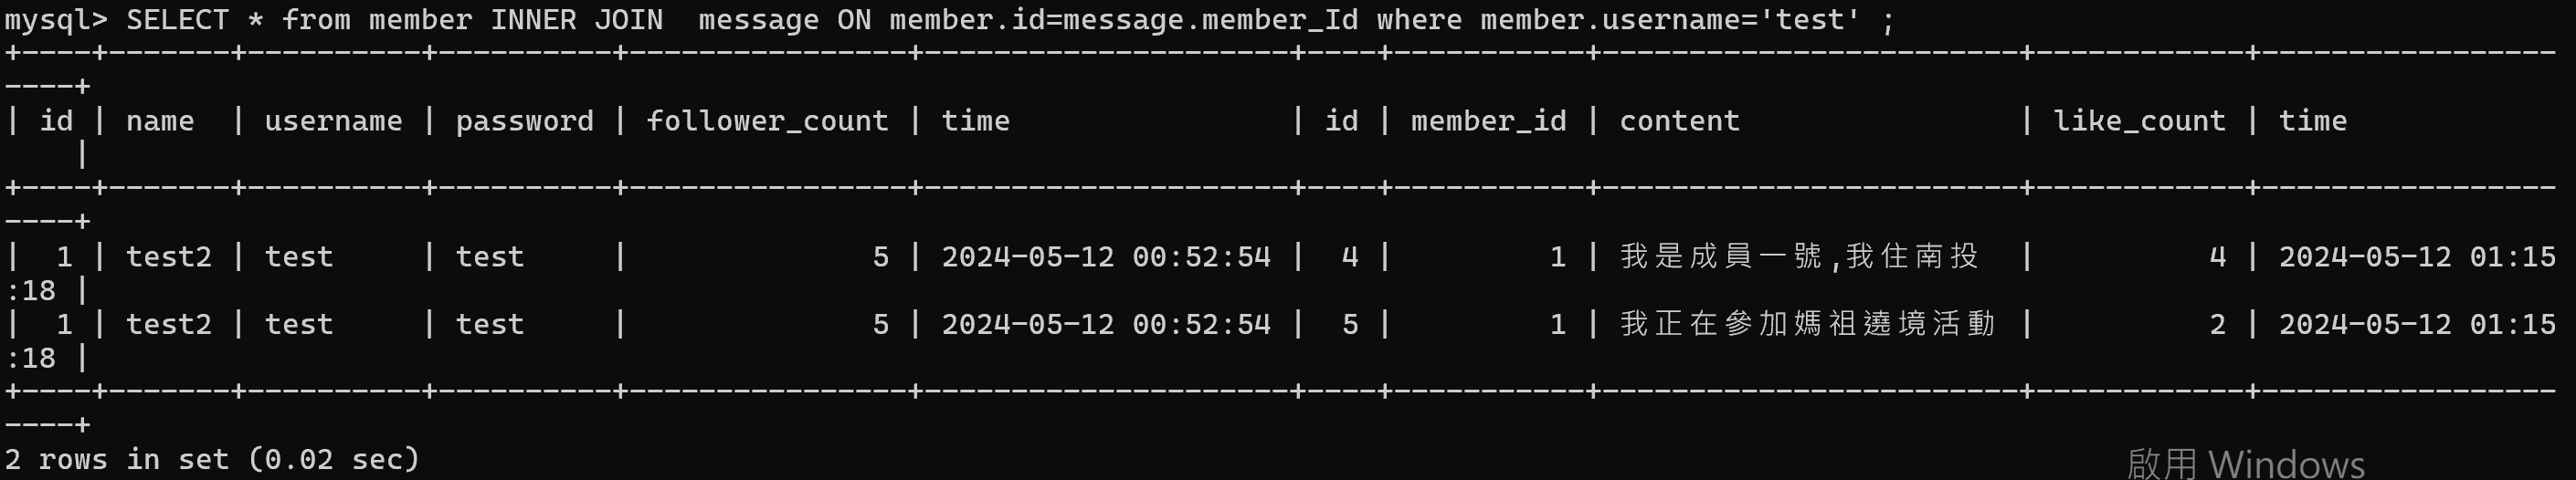 mysql> SELECT * from member INNER JOIN  message ON member.id=message.member_Id where member.username='test' ;
+----+-------+----------+----------+----------------+---------------------+----+-----------+------------------------+------------+-----------------
----+
| id | name  | username | password | follower_count | time                | id | member_id | content                | like_count | time
    |
+----+-------+----------+----------+----------------+---------------------+----+-----------+------------------------+------------+-----------------
----+
|  1 | test2 | test     | test     |              5 | 2024-05-12 00:52:54 |  4 |         1 | 我是成員一號,我住南投  |          4 | 2024-05-12 01:15
:18 |
|  1 | test2 | test     | test     |              5 | 2024-05-12 00:52:54 |  5 |         1 | 我正在參加媽祖遶境活動 |          2 | 2024-05-12 01:15
:18 |
+----+-------+----------+----------+----------------+---------------------+----+-----------+------------------------+------------+-----------------
----+
2 rows in set (0.02 sec)
啟用 Windows